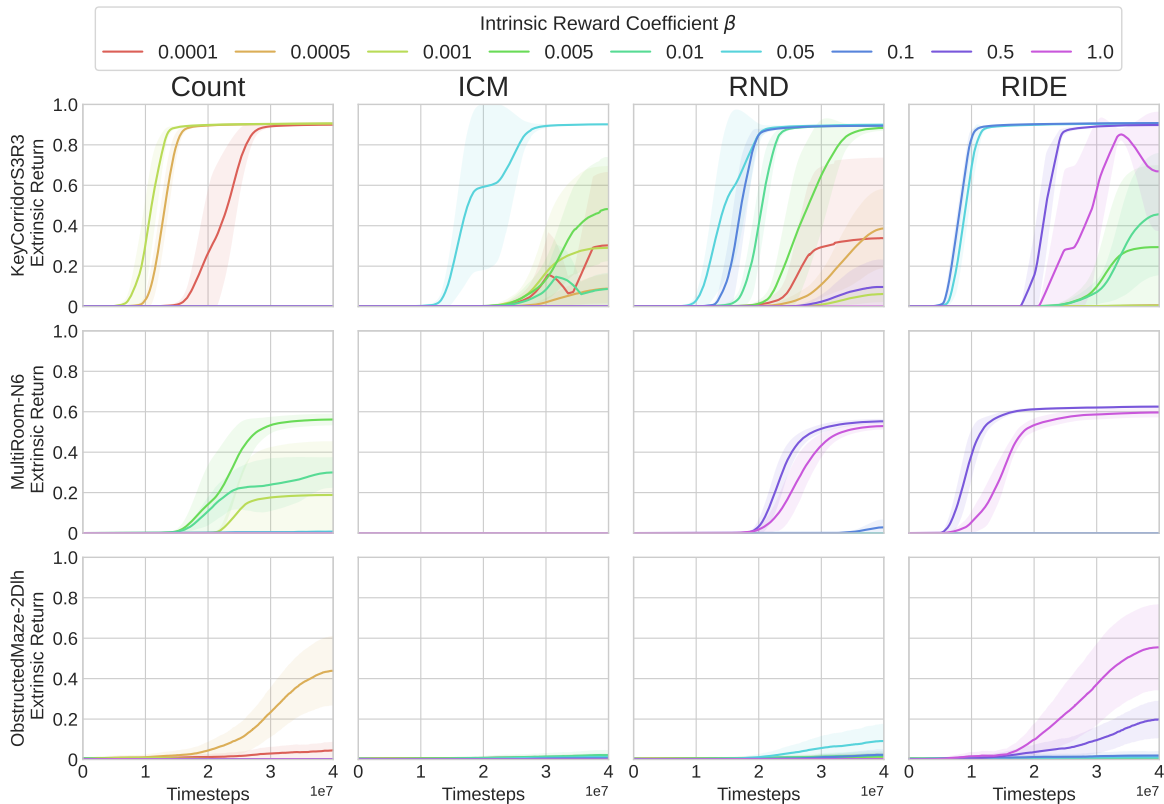 Intrinsic Reward Coefficient β
0.0001 0.0005 0.001 0.005 0.01 0.05 0.1 0.5 1.0
Count ICM RND RIDE
KeyCorridorS3R3
Extrinsic Return
1.0
0.8
0.6
0.4
0.2
0
MultiRoom-N6
Extrinsic Return
1.0
0.8
0.6
0.4
0.2
0
ObstructedMaze-2Dlh
Extrinsic Return
1.0
0.8
0.6
0.4
0.2
0
0 1 2 3 4 0 1 2 3 4 0 1 2 3 4 0 1 2 3 4
Timesteps 1e7 Timesteps 1e7 Timesteps 1e7 Timesteps 1e7